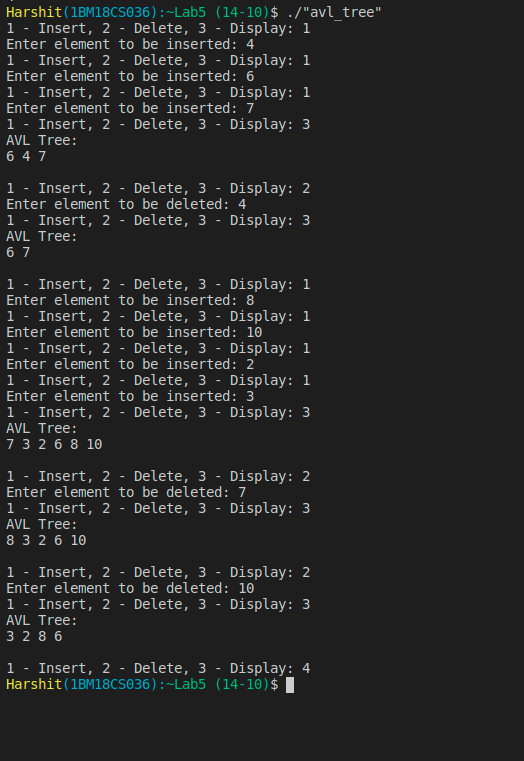 Harshit(1BM18CS036):~Lab5 (14-10)$ ./"avl_tree"
1 - Insert, 2 - Delete, 3 - Display: 1
Enter element to be inserted: 4
1 - Insert, 2 - Delete, 3 - Display: 1
Enter element to be inserted: 6
1 - Insert, 2 - Delete, 3 - Display: 1
Enter element to be inserted: 7
1 - Insert, 2 - Delete, 3 - Display: 3
AVL Tree:
6 4 7
1 - Insert, 2 - Delete, 3 - Display: 2
Enter element to be deleted: 4
1 - Insert, 2 - Delete, 3 - Display: 3
AVL Tree:
6 7
1 - Insert, 2 - Delete, 3 - Display: 1
Enter element to be inserted: 8
1 - Insert, 2 - Delete, 3 - Display: 1
Enter element to be inserted: 10
1 - Insert, 2 - Delete, 3 - Display: 1
Enter element to be inserted: 2
1 - Insert, 2 - Delete, 3 - Display: 1
Enter element to be inserted: 3
1 - Insert, 2 - Delete, 3 - Display: 3
AVL Tree:
7 3 2 6 8 10
1 - Insert, 2 - Delete, 3 - Display: 2
Enter element to be deleted: 7
1 - Insert, 2 - Delete, 3 - Display: 3
AVL Tree:
8 3 2 6 10
1 - Insert, 2 - Delete, 3 - Display: 2
Enter element to be deleted: 10
1 - Insert, 2 - Delete, 3 - Display: 3
AVL Tree:
3 2 8 6
1 - Insert, 2 - Delete, 3 - Display: 4
Harshit(1BM18CS036):~Lab5 (14-10)$